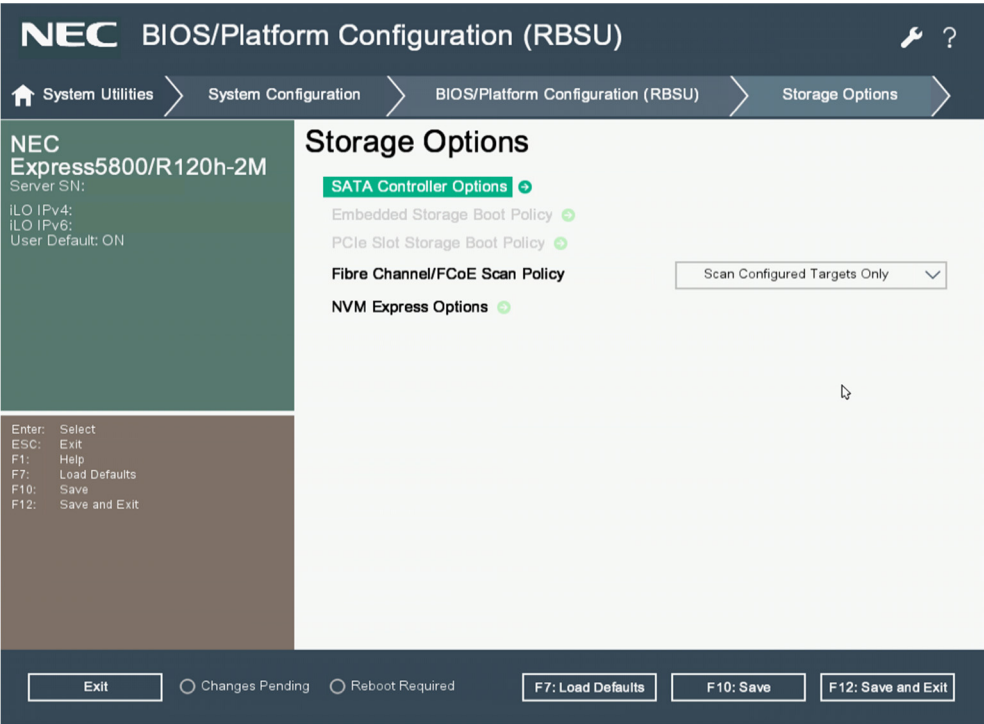 NEC BIOS/Platform Configuration (RBSU) ?
System Utilities System Configuration BIOS/Platform Configuration (RBSU) Storage Options
NEC
Express5800/R120h-2M
Server SN:
iLO IPv4:
iLO IPv6:
User Default: ON
Storage Options
SATA Controller Options
Embedded Storage Boot Policy
PCIe Slot Storage Boot Policy
Fibre Channel/FCoE Scan Policy Scan Configured Targets Only
NVM Express Options
Enter: Select
ESC: Exit
F1: Help
F7: Load Defaults
F10: Save
F12: Save and Exit
Exit Changes Pending Reboot Required F7: Load Defaults F10: Save F12: Save and Exit